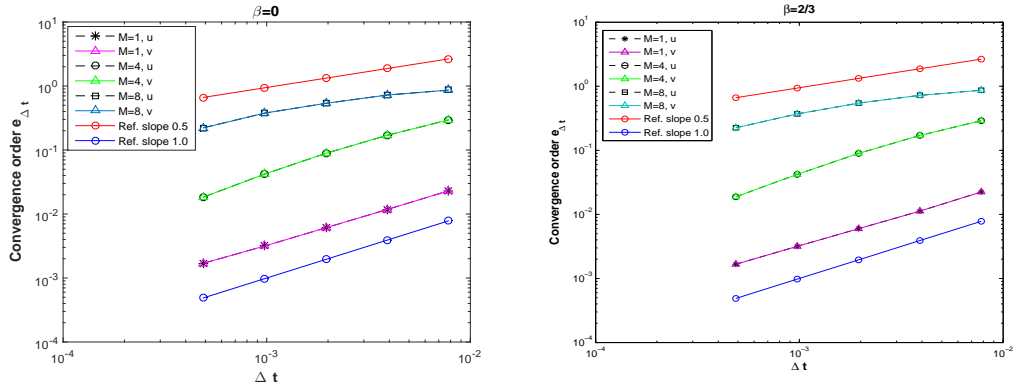 β=0
Convergence order e Δ t
10^1
10^0
10^-1
10^-2
10^-3
10^-4
10^-4
10^-3
10^-2
Δ t
M=1, u
M=1, v
M=4, u
M=4, v
M=8, u
M=8, v
Ref. slope 0.5
Ref. slope 1.0
β=2/3
Convergence order e Δ t
10^1
10^0
10^-1
10^-2
10^-3
10^-4
10^-4
10^-3
10^-2
Δ t
M=1, u
M=1, v
M=4, u
M=4, v
M=8, u
M=8, v
Ref. slope 0.5
Ref. slope 1.0